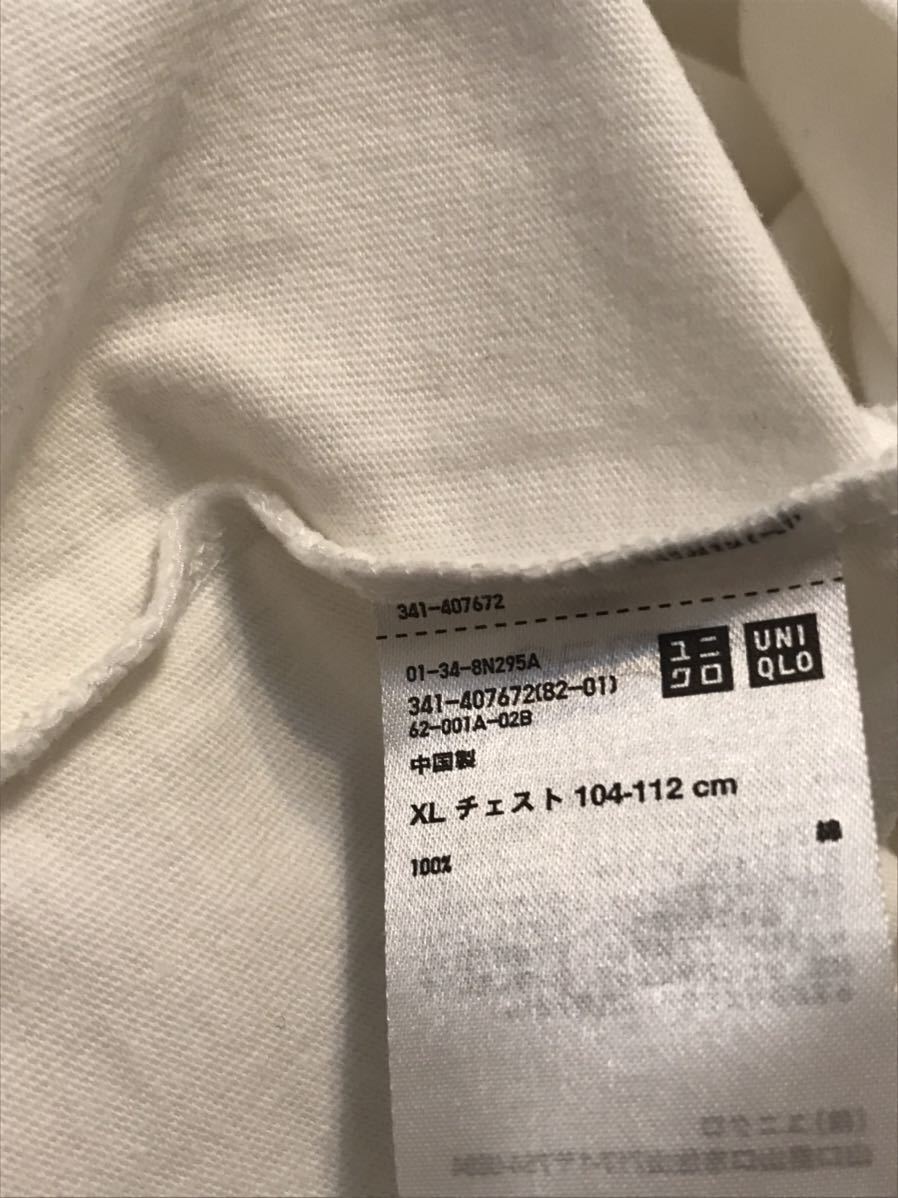 341-407672
01-34-8N295A
ユニ
クロ
UNI
QLO
341-407672(82-01)
62-001A-02B
中国製
XL チェスト 104-112 cm
綿
100%